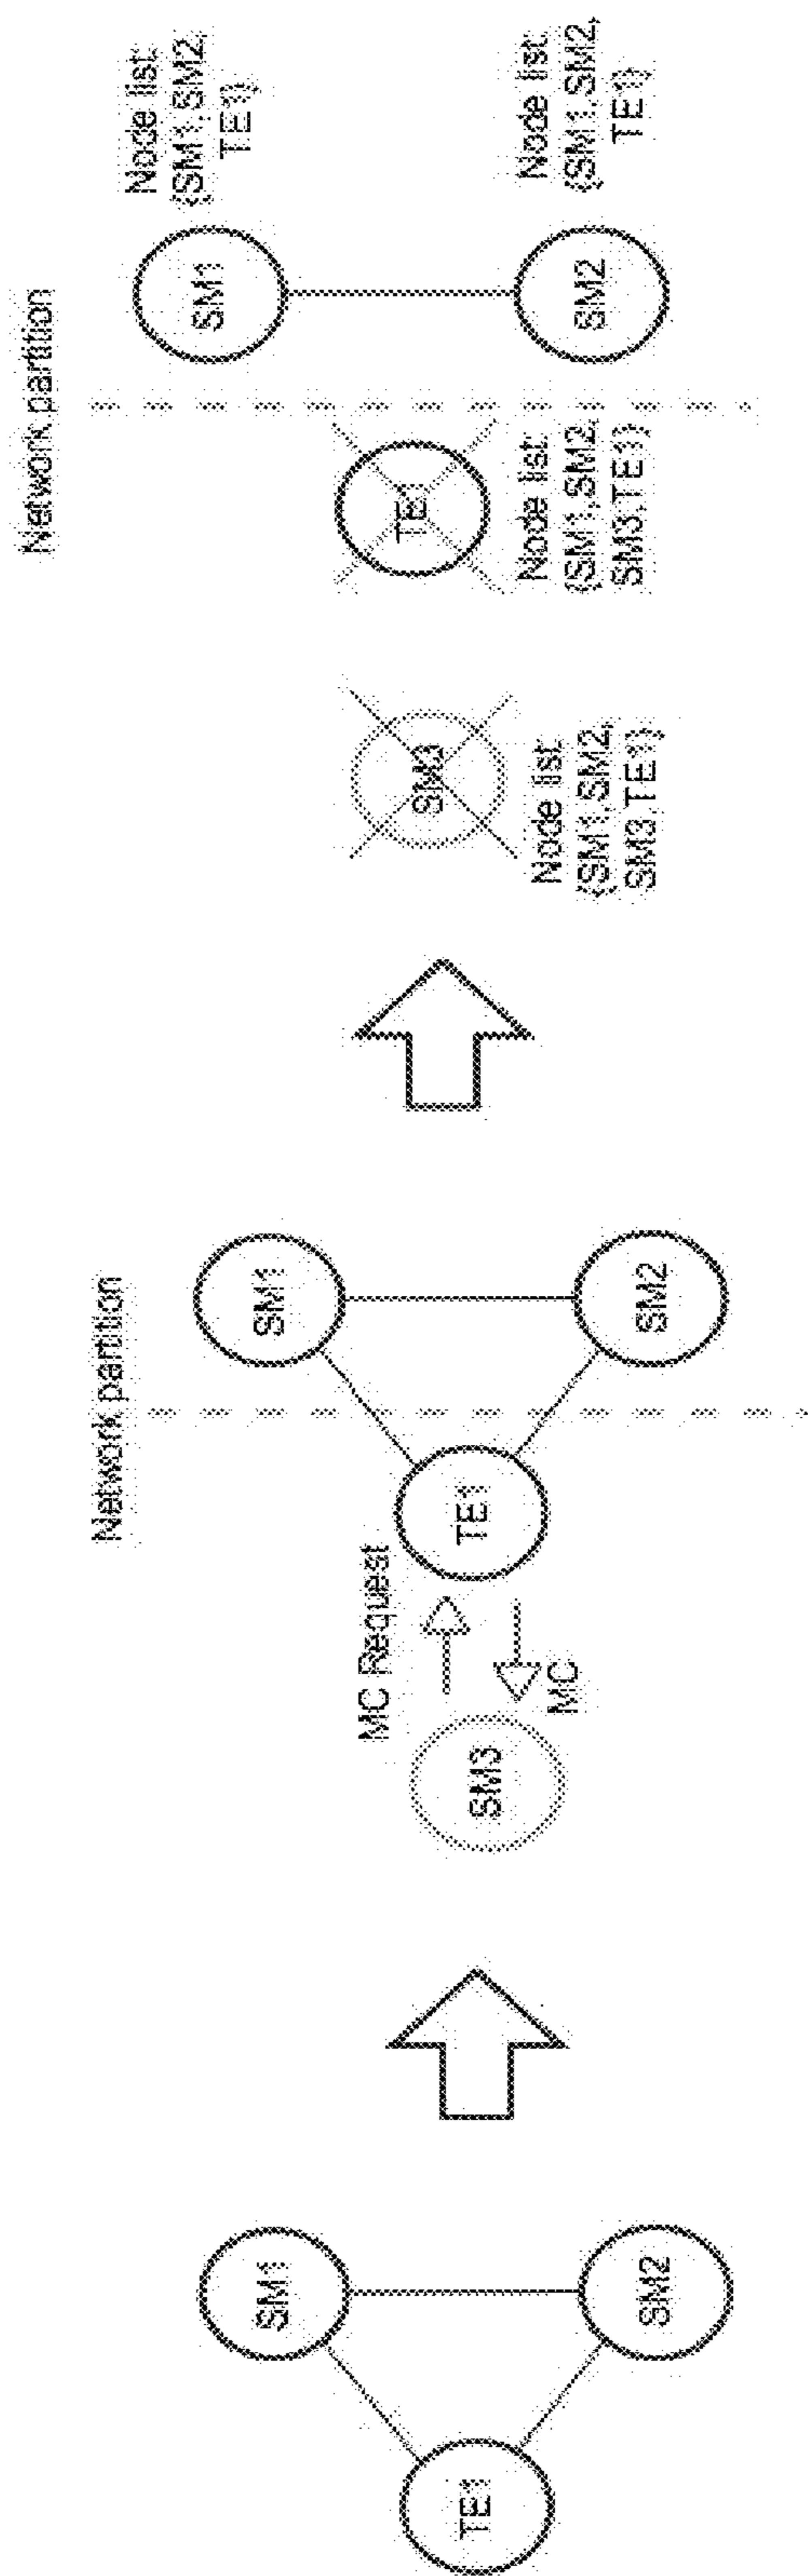 TE1
SM1
SM2
Network partition
MC Request
SM3
TE1
SM1
SM2
MC
Network partition
SM3
Node list:
{SM1,SM2,
SM3,TE1}
TE1
Node list:
{SM1,SM2,
SM3,TE1}
SM1
Node list:
{SM1,SM2,
TE1}
SM2
Node list:
{SM1,SM2,
TE1}